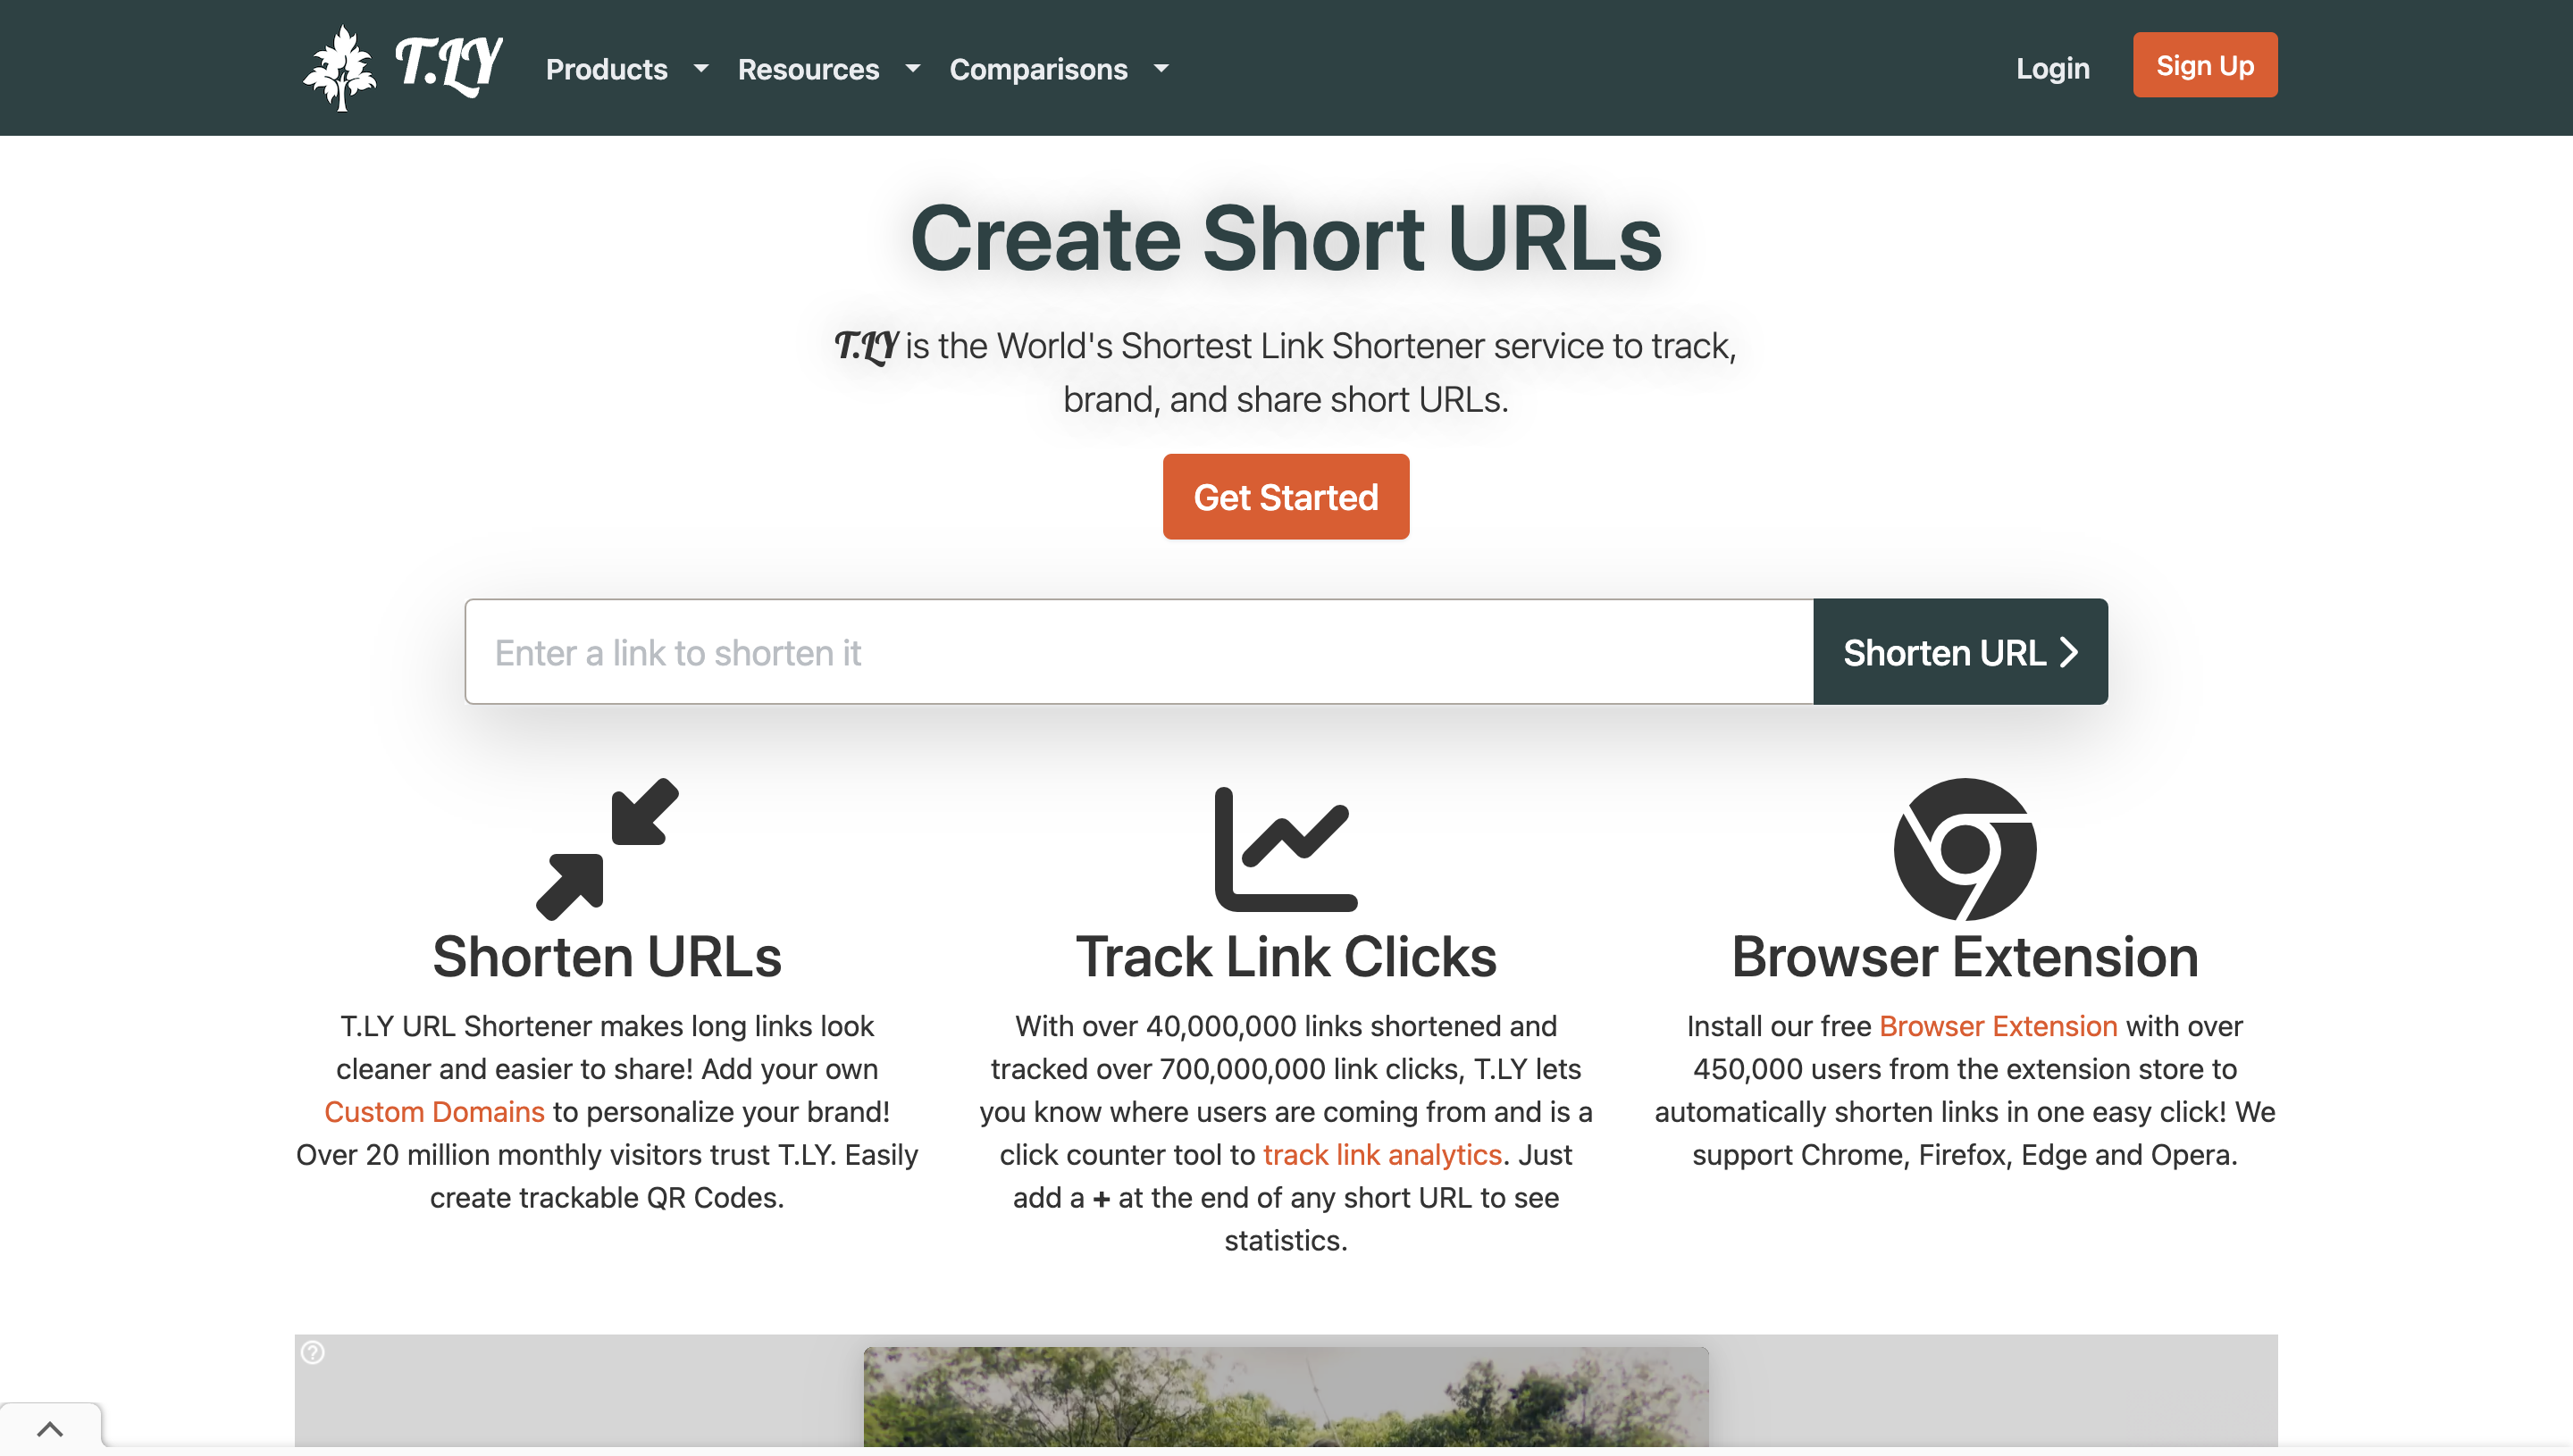 T.LY
Products
Resources
Comparisons
Login
Sign Up
Create Short URLs
T.LY is the World's Shortest Link Shortener service to track,
brand, and share short URLs.
Get Started
Enter a link to shorten it
Shorten URL
Shorten URLs
T.LY URL Shortener makes long links look
cleaner and easier to share! Add your own
Custom Domains to personalize your brand!
Over 20 million monthly visitors trust T.LY. Easily
create trackable QR Codes.
Track Link Clicks
With over 40,000,000 links shortened and
tracked over 700,000,000 link clicks, T.LY lets
you know where users are coming from and is a
click counter tool to track link analytics. Just
add a + at the end of any short URL to see
statistics.
Browser Extension
Install our free Browser Extension with over
450,000 users from the extension store to
automatically shorten links in one easy click! We
support Chrome, Firefox, Edge and Opera.